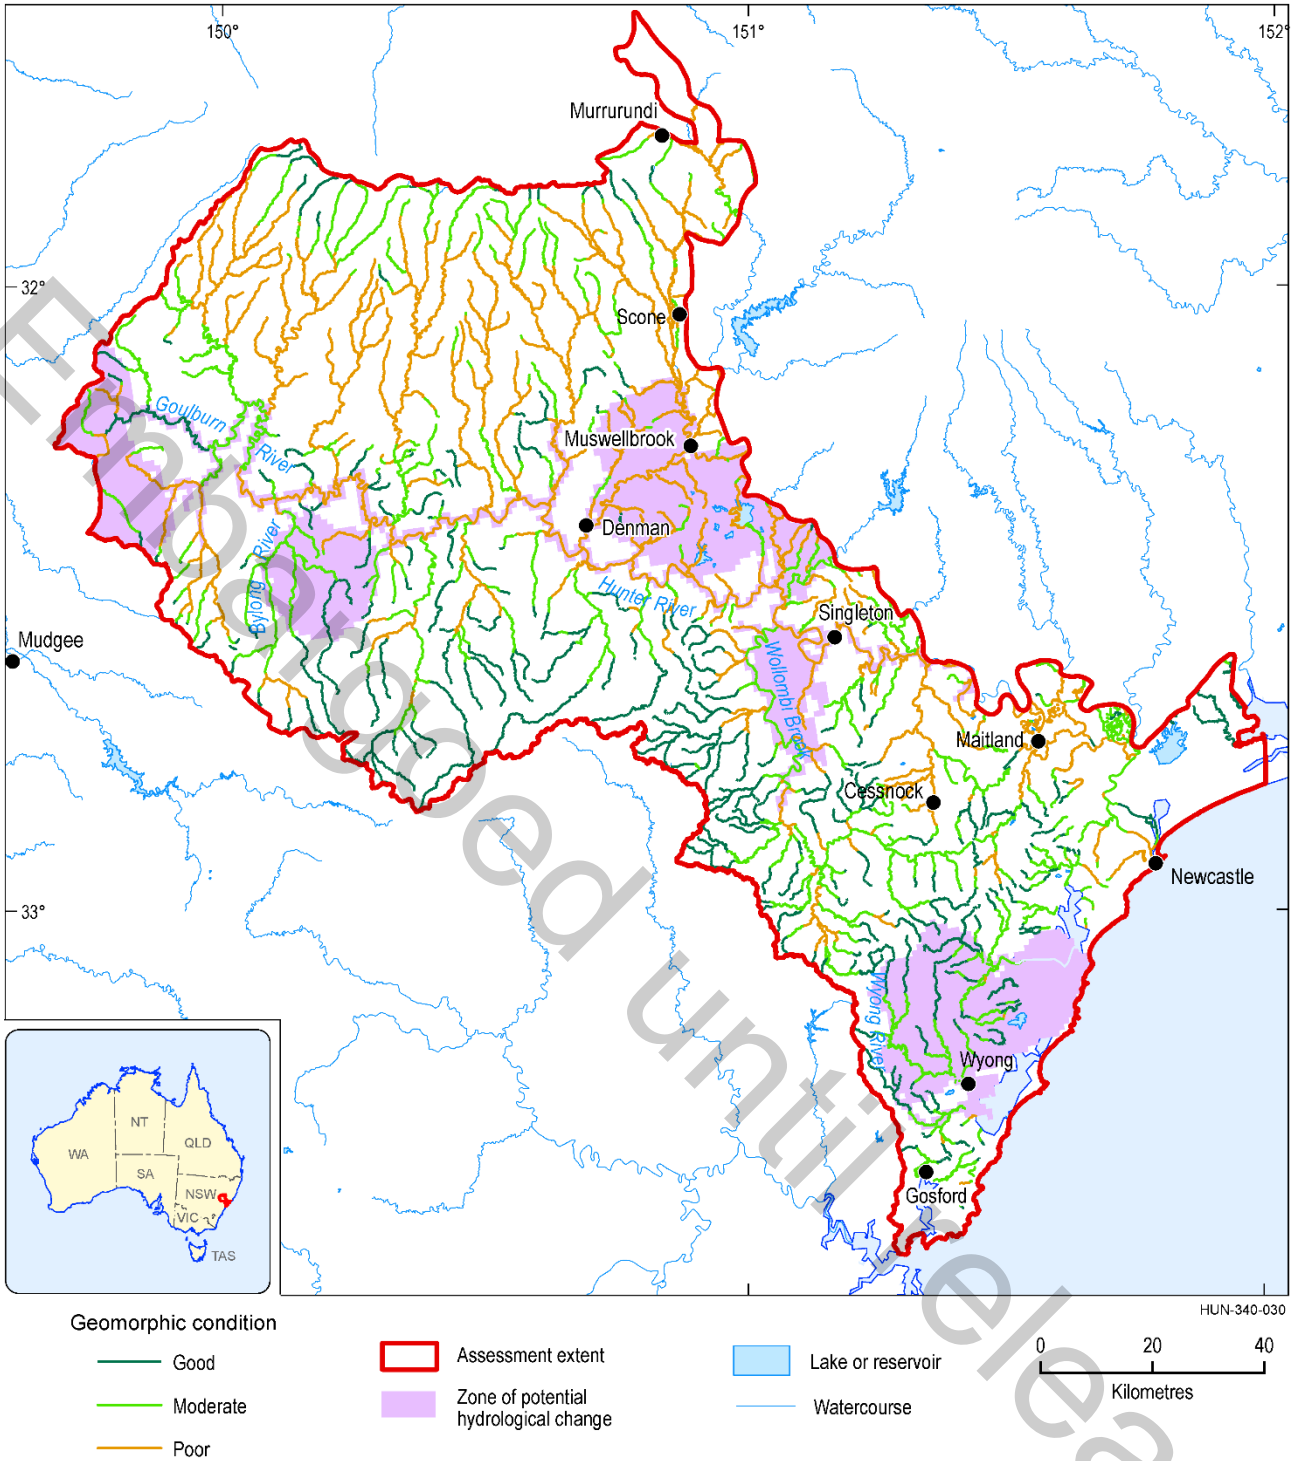 150°
151°
152°
Murrurundi
32°
Scone
Goulburn
River
Muswellbrook
Denman
Bylong River
Hunter River
Singleton
Mudgee
Wollombi Brook
Maitland
Cessnock
Newcastle
33°
Wyong River
Wyong
Gosford
NT
WA
QLD
SA
NSW
VIC
TAS
Embargoed until relea
HUN-340-030
Geomorphic condition
Good
Moderate
Poor
Assessment extent
Zone of potential
hydrological change
Lake or reservoir
Watercourse
0 20 40
Kilometres